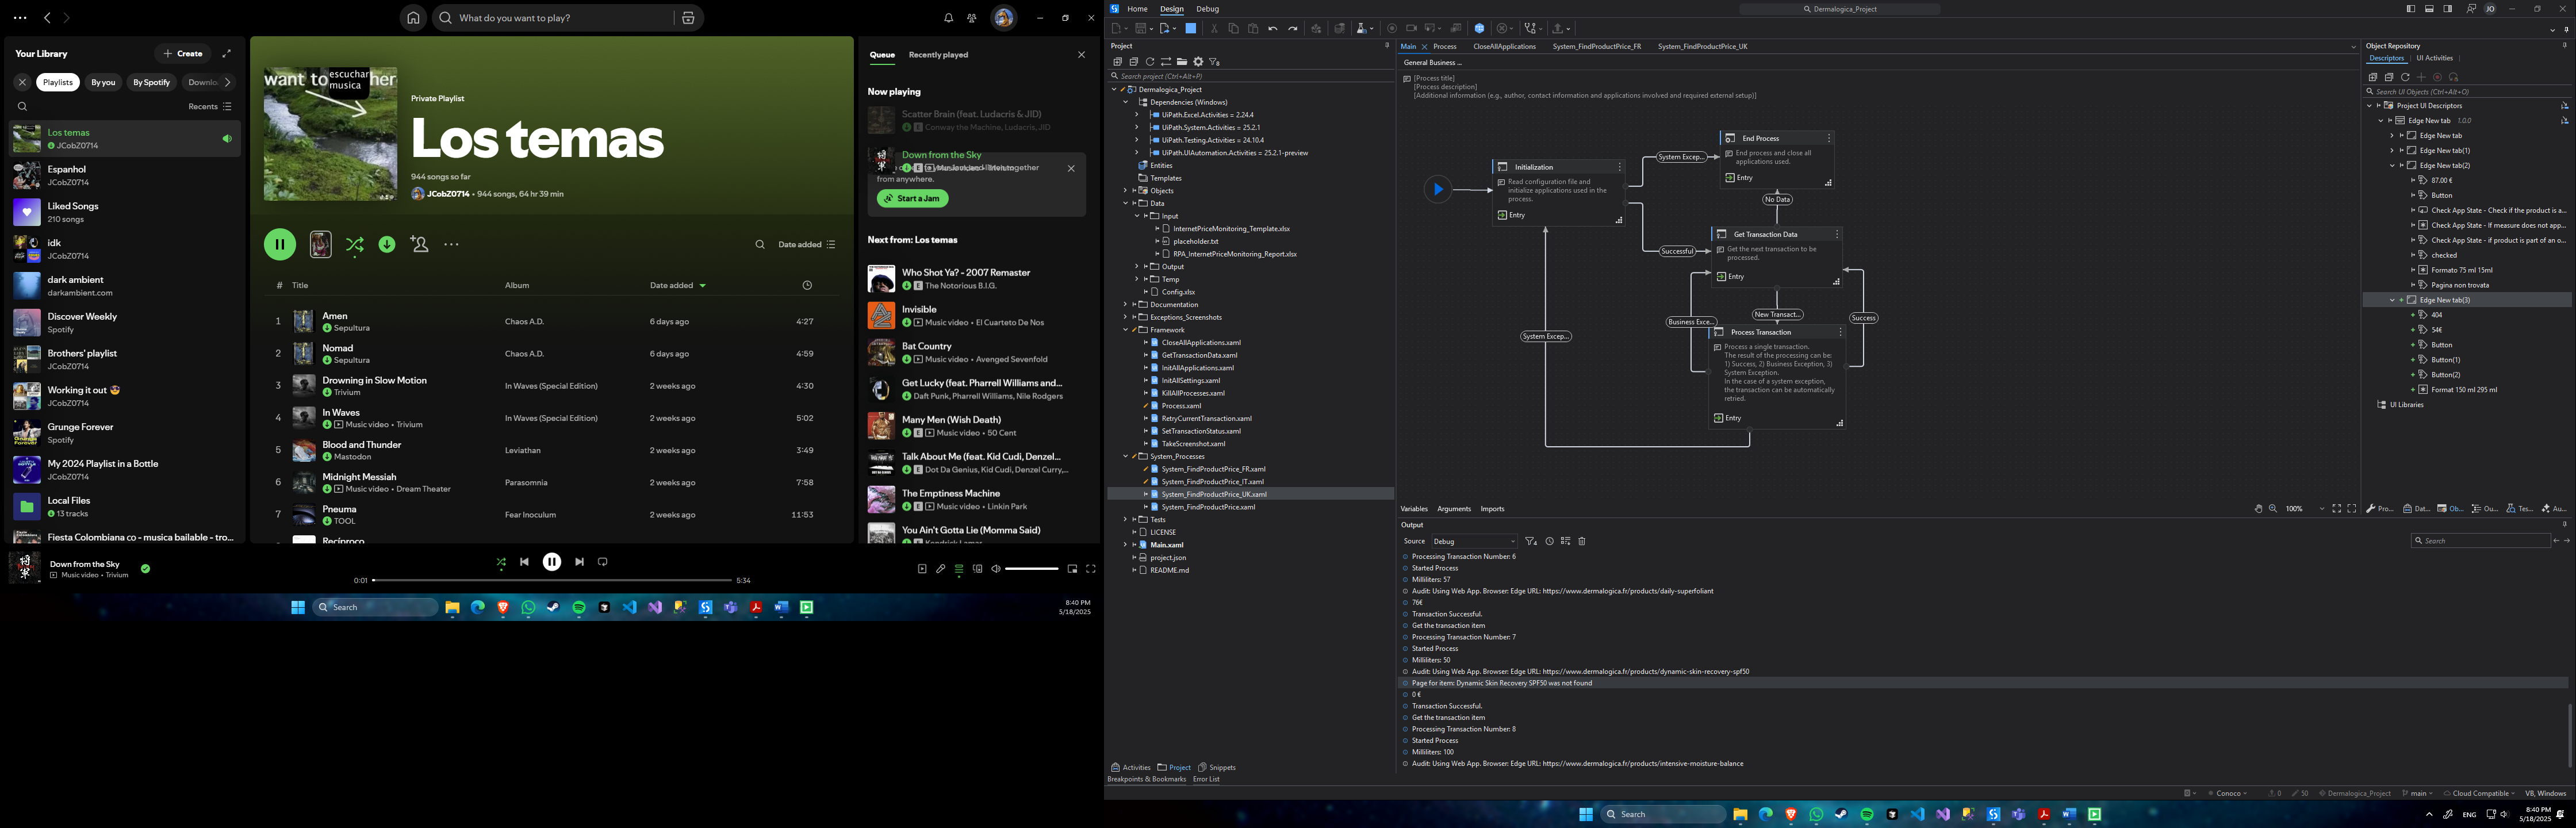 What do you want to play?
Your Library
Create
Playlists
By you
By Spotify
Downlo
Recents
Los temas
JCobZ0714
Espanhol
JCobZ0714
Liked Songs
210 songs
idk
JCobZ0714
dark ambient
darkambient.com
Discover Weekly
Spotify
Brothers' playlist
JCobZ0714
Working it out 😎
JCobZ0714
Grunge Forever
Spotify
My 2024 Playlist in a Bottle
JCobZ0714
Local Files
13 tracks
Fiesta Colombiana co - musica bailable - tro...
want to escuchar her
musica
Private Playlist
Los temas
944 songs so far
JCobZ0714 • 944 songs, 64 hr 39 min
Date added
# Title Album Date added
1 Amen Chaos A.D. 6 days ago 4:27
Sepultura
2 Nomad Chaos A.D. 6 days ago 4:59
Sepultura
3 Drowning in Slow Motion In Waves (Special Edition) 2 weeks ago 4:30
Trivium
4 In Waves In Waves (Special Edition) 2 weeks ago 5:02
Music video • Trivium
5 Blood and Thunder Leviathan 2 weeks ago 3:49
Mastodon
6 Midnight Messiah Parasomnia 2 weeks ago 7:58
Music video • Dream Theater
7 Pneuma Fear Inoculum 2 weeks ago 11:53
TOOL
Recíproco
Queue Recently played
Now playing
Scatter Brain (feat. Ludacris & JID)
E Conway the Machine, Ludacris, JID
Down from the Sky
E Music video • Trivium
together
from anywhere.
Start a Jam
Next from: Los temas
Who Shot Ya? - 2007 Remaster
E The Notorious B.I.G.
Invisible
Music video • El Cuarteto De Nos
Bat Country
Music video • Avenged Sevenfold
Get Lucky (feat. Pharrell Williams and...
Daft Punk, Pharrell Williams, Nile Rodgers
Many Men (Wish Death)
E Music video • 50 Cent
Talk About Me (feat. Kid Cudi, Denzel...
E Dot Da Genius, Kid Cudi, Denzel Curry,...
The Emptiness Machine
E Music video • Linkin Park
You Ain't Gotta Lie (Momma Said)
E Kendrick Lamar
Down from the Sky
Music video • Trivium
0:01 5:34
Search
8:40 PM
5/18/2025
Home Design Debug
Dermalogica_Project
JO
Project
Search project (Ctrl+Alt+P)
Dermalogica_Project
Dependencies (Windows)
UiPath.Excel.Activities = 2.24.4
UiPath.System.Activities = 25.2.1
UiPath.Testing.Activities = 24.10.4
UiPath.UIAutomation.Activities = 25.2.1-preview
Entities
Templates
Objects
Data
Input
InternetPriceMonitoring_Template.xlsx
placeholder.txt
RPA_InternetPriceMonitoring_Report.xlsx
Output
Temp
Config.xlsx
Documentation
Exceptions_Screenshots
Framework
CloseAllApplications.xaml
GetTransactionData.xaml
InitAllApplications.xaml
InitAllSettings.xaml
KillAllProcesses.xaml
Process.xaml
RetryCurrentTransaction.xaml
SetTransactionStatus.xaml
TakeScreenshot.xaml
System_Processes
System_FindProductPrice_FR.xaml
System_FindProductPrice_IT.xaml
System_FindProductPrice_UK.xaml
System_FindProductPrice.xaml
Tests
LICENSE
Main.xaml
project.json
README.md
Activities Project Snippets
Breakpoints & Bookmarks Error List
Main Process CloseAllApplications System_FindProductPrice_FR System_FindProductPrice_UK
General Business ...
[Process title]
[Process description]
[Additional information (e.g., author, contact information and applications involved and required external setup)]
Initialization
Read configuration file and
initialize applications used in the
process.
Entry
System Excep...
End Process
End process and close all
applications used.
Entry
No Data
Successful
Get Transaction Data
Get the next transaction to be
processed.
Entry
New Transact...
Business Exce...
Success
System Excep...
Process Transaction
Process a single transaction.
The result of the processing can be:
1) Success, 2) Business Exception, 3)
System Exception.
In the case of a system exception,
the transaction can be automatically
retried.
Entry
Variables Arguments Imports
100%
Output
Source Debug
Search
Processing Transaction Number: 6
Started Process
Milliliters: 57
Audit: Using Web App. Browser: Edge URL: https://www.dermalogica.fr/products/daily-superfoliant
76€
Transaction Successful.
Get the transaction item
Processing Transaction Number: 7
Started Process
Milliliters: 50
Audit: Using Web App. Browser: Edge URL: https://www.dermalogica.fr/products/dynamic-skin-recovery-spf50
Page for item: Dynamic Skin Recovery SPF50 was not found
0 €
Transaction Successful.
Get the transaction item
Processing Transaction Number: 8
Started Process
Milliliters: 100
Audit: Using Web App. Browser: Edge URL: https://www.dermalogica.fr/products/intensive-moisture-balance
Object Repository
Descriptors UI Activities
Search UI Objects (Ctrl+Alt+O)
Project UI Descriptors
Edge New tab 1.0.0
Edge New tab
Edge New tab(1)
Edge New tab(2)
87.00 €
Button
Check App State - Check if the product is a...
Check App State - If measure does not app...
Check App State - if product is part of an o...
checked
Formato 75 ml 15ml
Pagina non trovata
Edge New tab(3)
404
54€
Button
Button(1)
Button(2)
Format 150 ml 295 ml
UI Libraries
Pro... Dat... Ob... Ou... Tes... Au...
Conoco 0 50 Dermalogica_Project main Cloud Compatible VB, Windows
Search
ENG
8:40 PM
5/18/2025